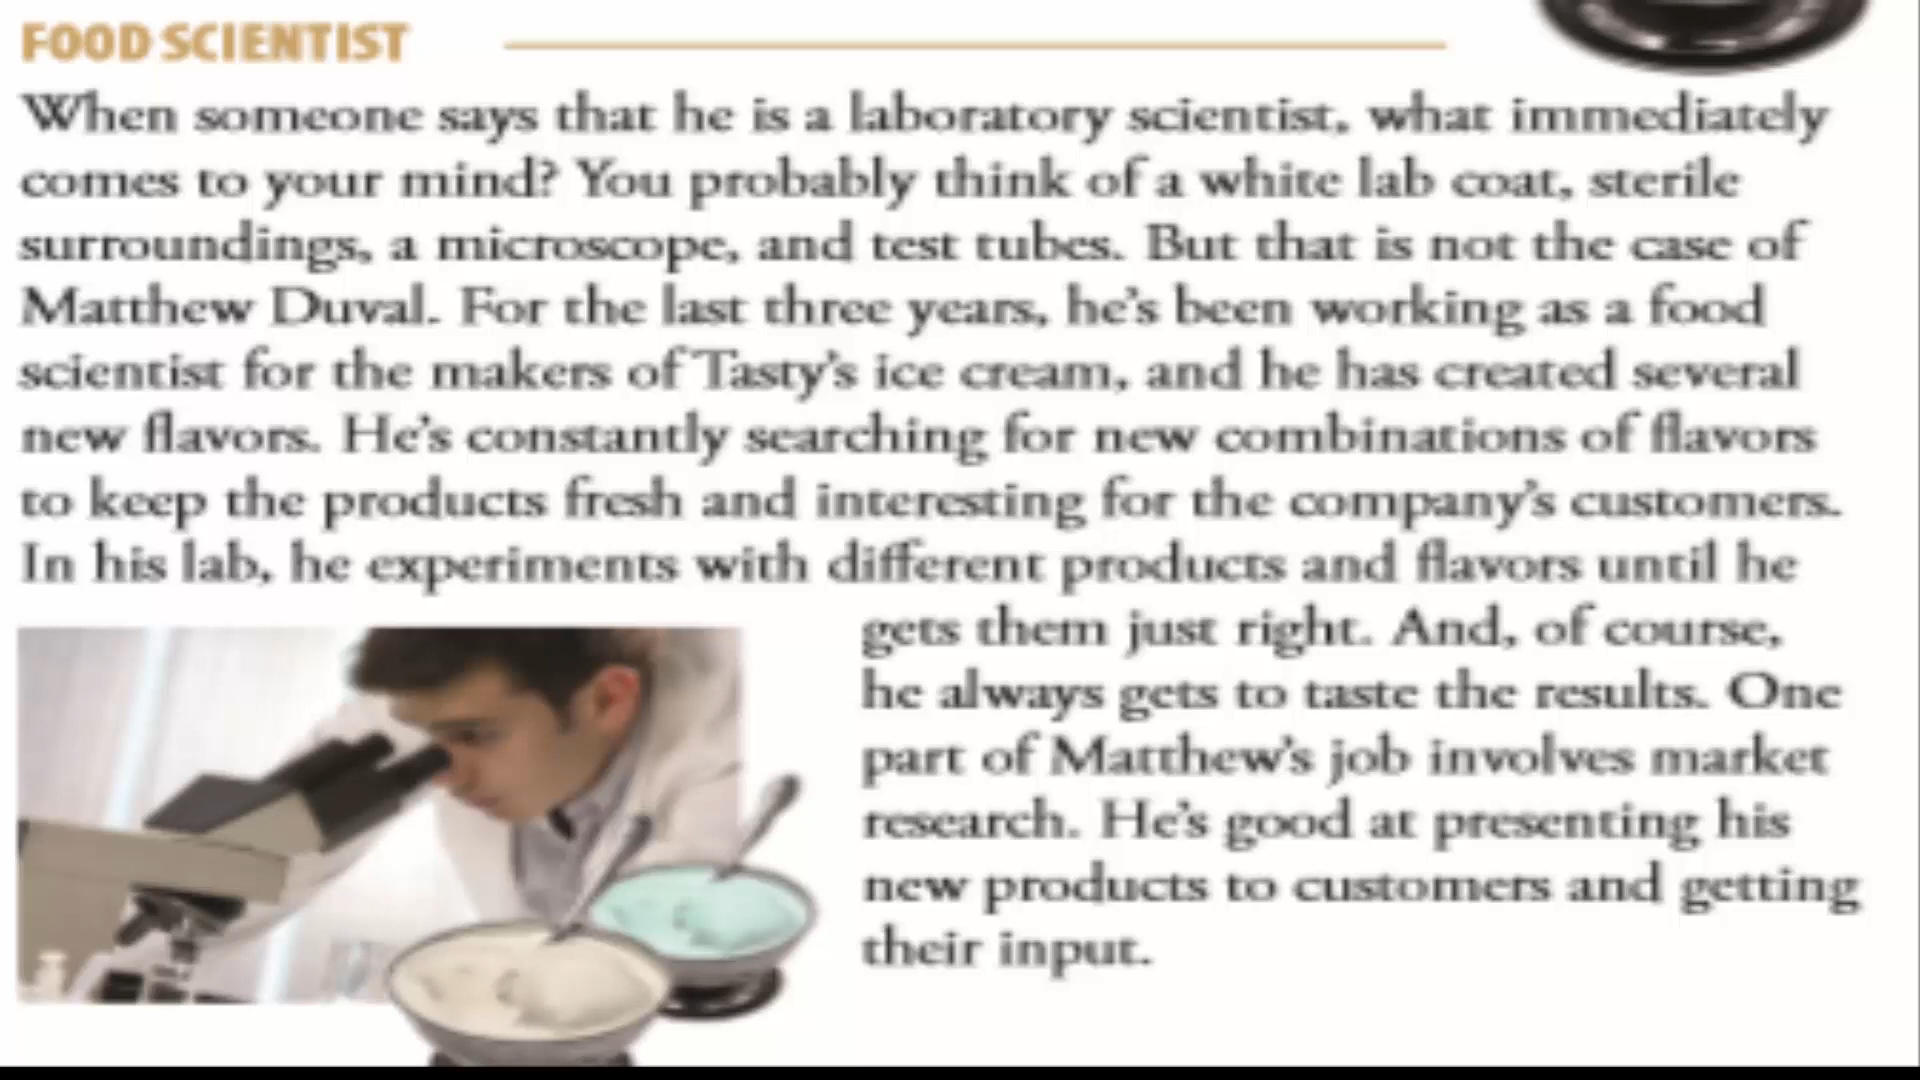 FOOD SCIENTIST
When someone says that he is a laboratory scientist, what immediately
comes to your mind? You probably think of a white lab coat, sterile
surroundings, a microscope, and test tubes. But that is not the case of
Matthew Duval. For the last three years, he's been working as a food
scientist for the makers of Tasty's ice cream, and he has created several
new flavors. He's constantly searching for new combinations of flavors
to keep the products fresh and interesting for the company's customers.
In his lab, he experiments with different products and flavors until he
gets them just right. And, of course,
he always gets to taste the results. One
part of Matthew's job involves market
research. He's good at presenting his
new products to customers and getting
their input.